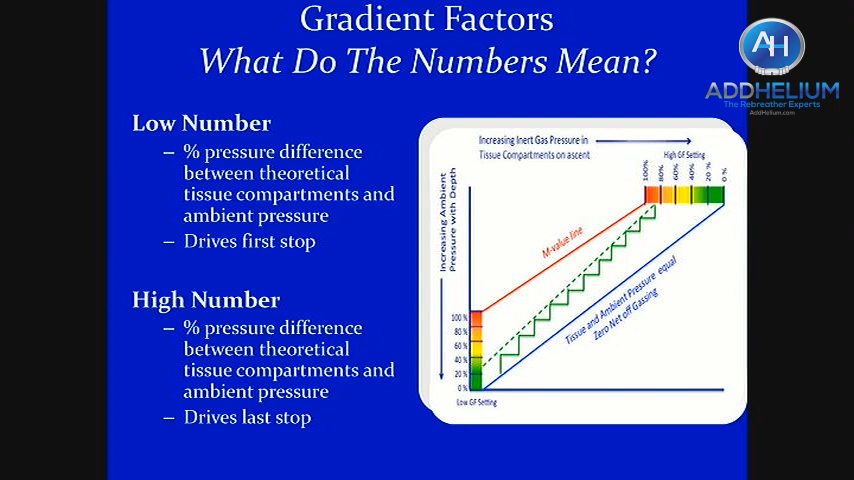 Gradient Factors
What Do The Numbers Mean?
AH
ADDHELIUM
The Rebreather Experts
AddHelium.com
Low Number
– % pressure difference
between theoretical
tissue compartments and
ambient pressure
– Drives first stop
High Number
– % pressure difference
between theoretical
tissue compartments and
ambient pressure
– Drives last stop
Increasing Inert Gas Pressure in
Tissue Compartments on ascent
High GF Setting
100%
80%
60%
40%
20 %
0 %
Increasing Ambient
Pressure with Depth
M-value line
Tissue and Ambient Pressure equal
Zero Net off Gassing
100 %
80 %
60 %
40 %
20 %
0 %
Low GF Setting